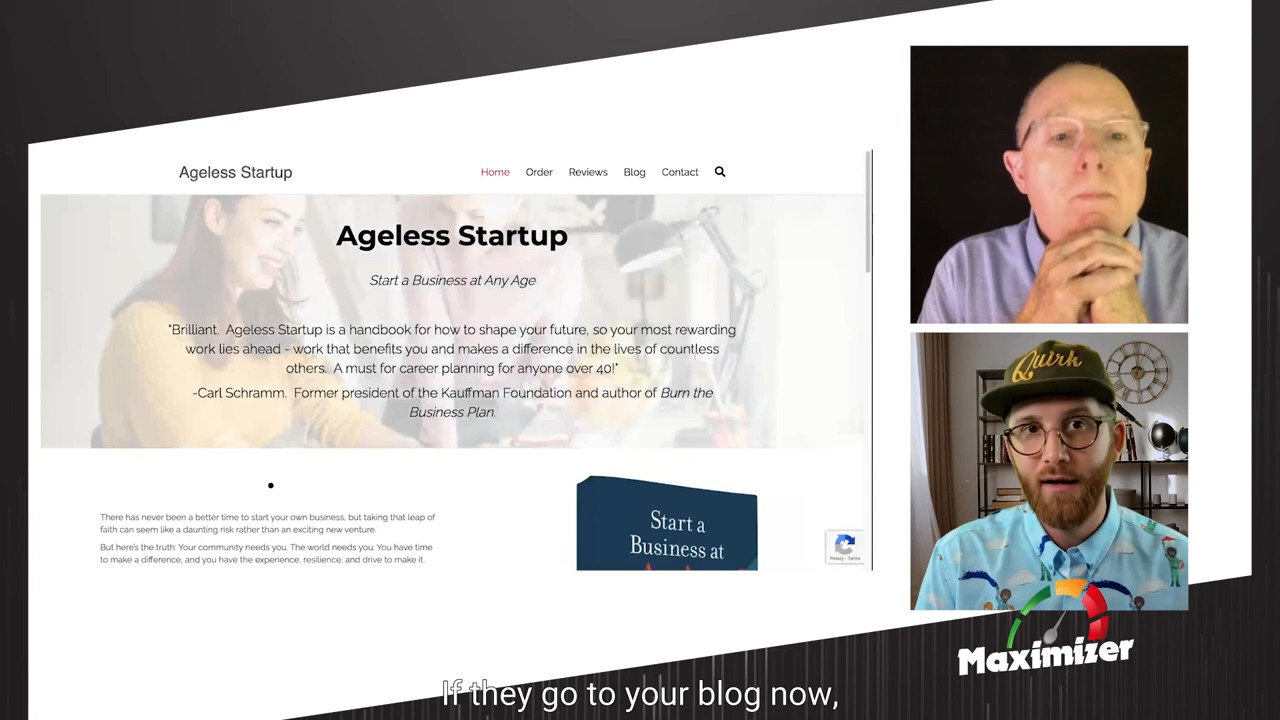 Ageless Startup
Home
Order
Reviews
Blog
Contact
Ageless Startup
Start a Business at Any Age
"Brilliant. Ageless Startup is a handbook for how to shape your future, so your most rewarding
work lies ahead - work that benefits you and makes a difference in the lives of countless
others. A must for career planning for anyone over 40!"
-Carl Schramm. Former president of the Kauffman Foundation and author of Burn the
Business Plan.
There has never been a better time to start your own business, but taking that leap of
faith can seem like a daunting risk rather than an exciting new venture.
But here's the truth: Your community needs you. The world needs you. You have time
to make a difference, and you have the experience, resilience, and drive to make it.
Start a
Business at
Privacy - Terms
Quirk
Maximizer
If they go to your blog now,